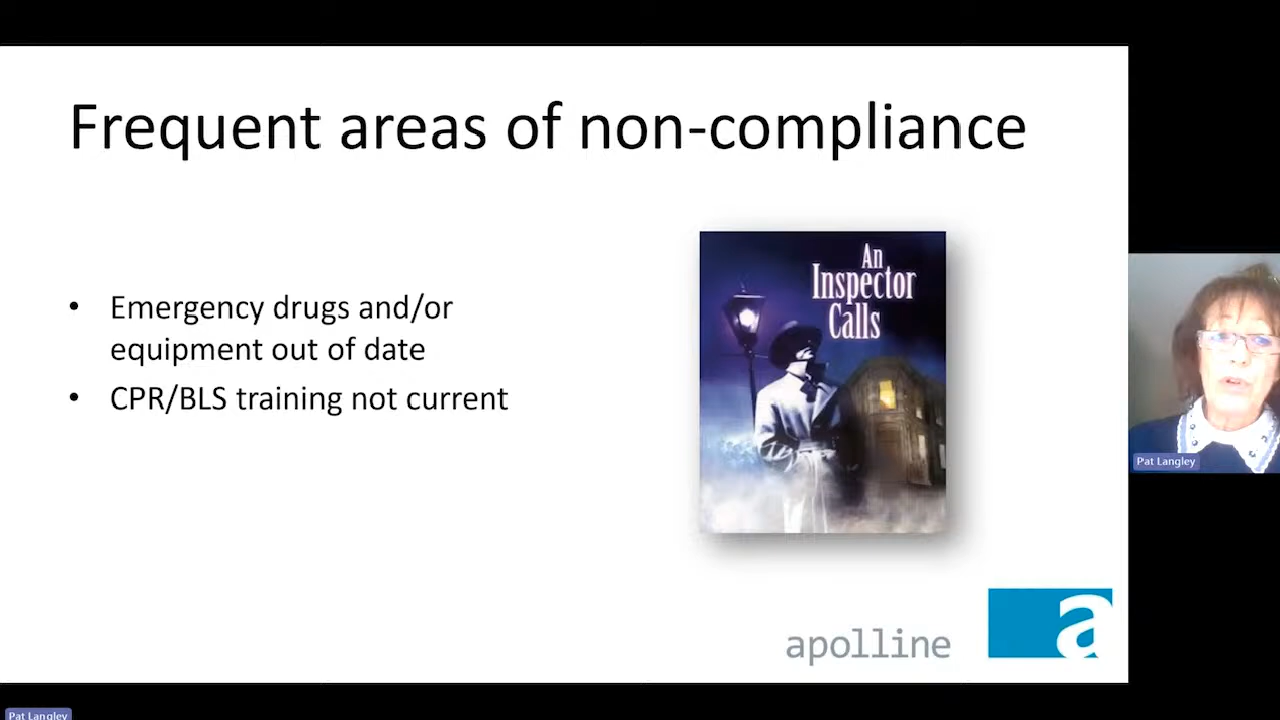 Frequent areas of non-compliance
• Emergency drugs and/or
equipment out of date
• CPR/BLS training not current
An
Inspector
Calls
apolline
a
Pat Langley
Pat Langley